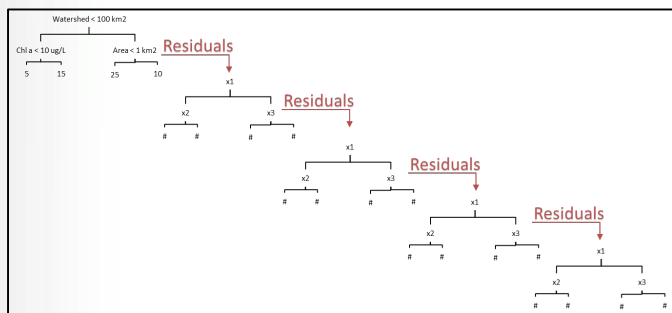 Watershed < 100 km2
Chl a < 10 ug/L
Area < 1 km2
Residuals
5
15
25
10
x1
Residuals
x2
x3
# # # #
x1
Residuals
x2
x3
# # # #
x1
Residuals
x2
x3
# # # #
x1
x2
x3
# # # #